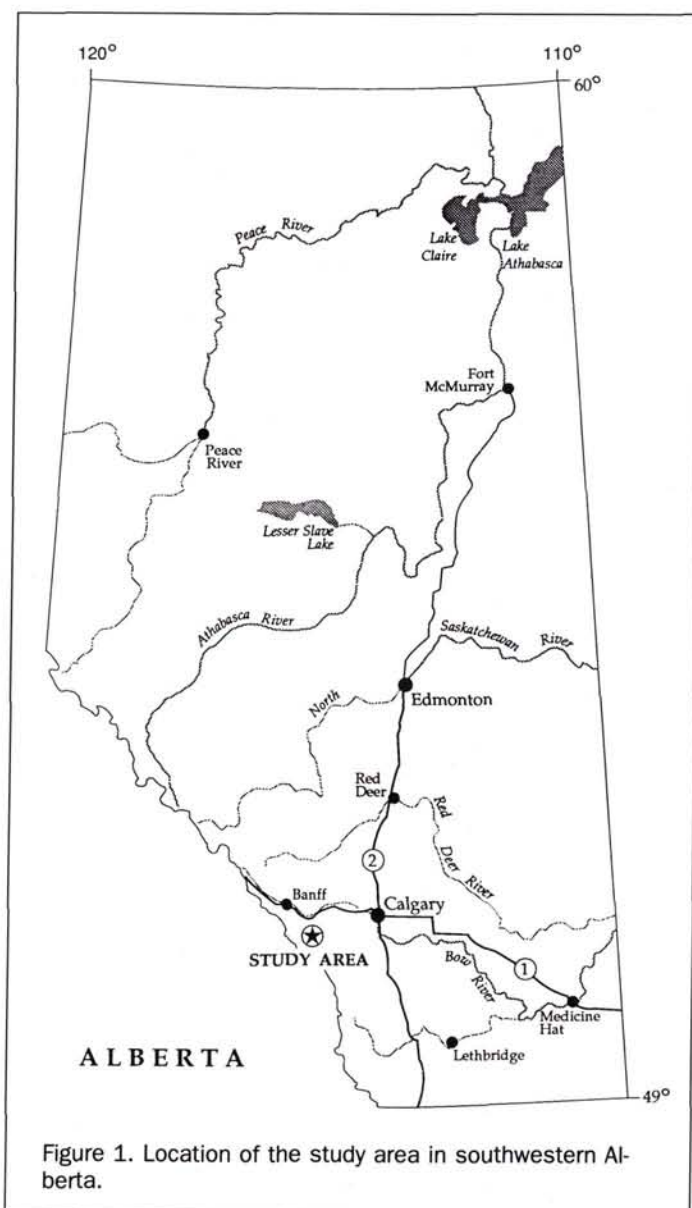 120°
110°
60°
Peace River
Lake
Claire
Lake
Athabasca
Fort
McMurray
Peace
River
Lesser Slave
Lake
Athabasca River
Saskatchewan River
North
Edmonton
Red
Deer
Red
Deer
River
2
Banff
Calgary
STUDY AREA
Bow
River
1
Medicine
Hat
Lethbridge
ALBERTA
49°
Figure 1. Location of the study area in southwestern Al-
berta.